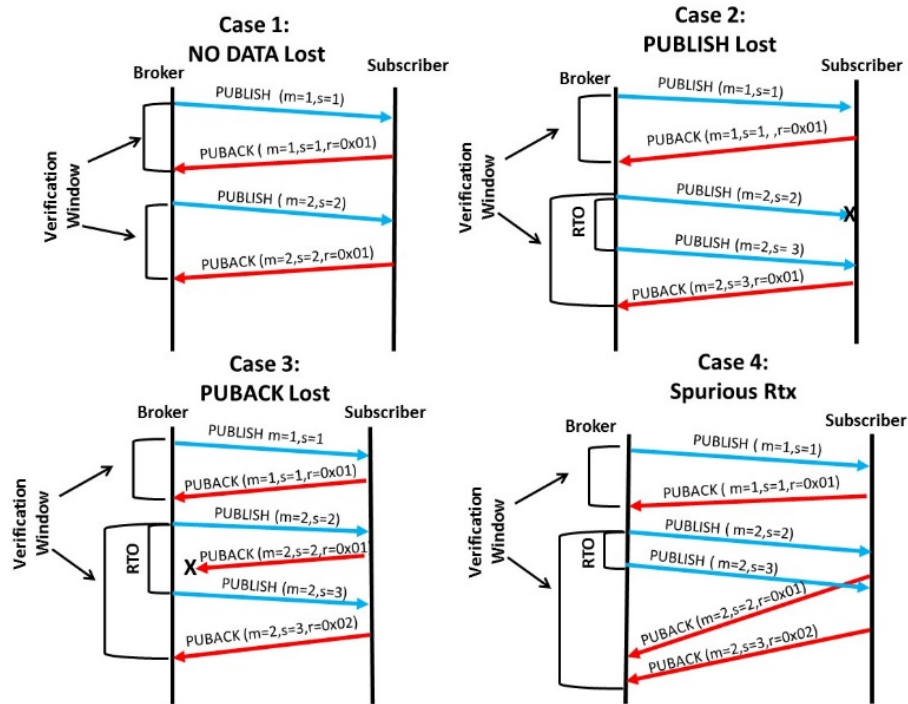 Case 1:
NO DATA Lost
Broker
Subscriber
PUBLISH (m=1,s=1)
PUBACK ( m=1,s=1,r=0x01)
PUBLISH (m=2,s=2)
PUBACK (m=2,s=2,r=0x01)
Verification
Window
Case 2:
PUBLISH Lost
Broker
Subscriber
PUBLISH (m=1,s=1)
PUBACK (m=1,s=1, ,r=0x01)
PUBLISH (m=2,s=2)
X
RTO
PUBLISH (m=2,s= 3)
PUBACK (m=2,s=3,r=0x01)
Verification
Window
Case 3:
PUBACK Lost
Broker
Subscriber
PUBLISH m=1,s=1
PUBACK (m=1,s=1,r=0x01)
PUBLISH (m=2,s=2)
RTO
X
PUBACK (m=2,s=2,r=0x01)
PUBLISH (m=2,s=3)
PUBACK (m=2,s=3,r=0x02)
Verification
Window
Case 4:
Spurious Rtx
Broker
Subscriber
PUBLISH ( m=1,s=1)
PUBACK ( m=1,s=1,r=0x01)
PUBLISH ( m=2,s=2)
RTO
PUBLISH (m=2,s=3)
PUBACK (m=2,s=2,r=0x01)
PUBACK (m=2,s=3,r=0x02)
Verification
Window